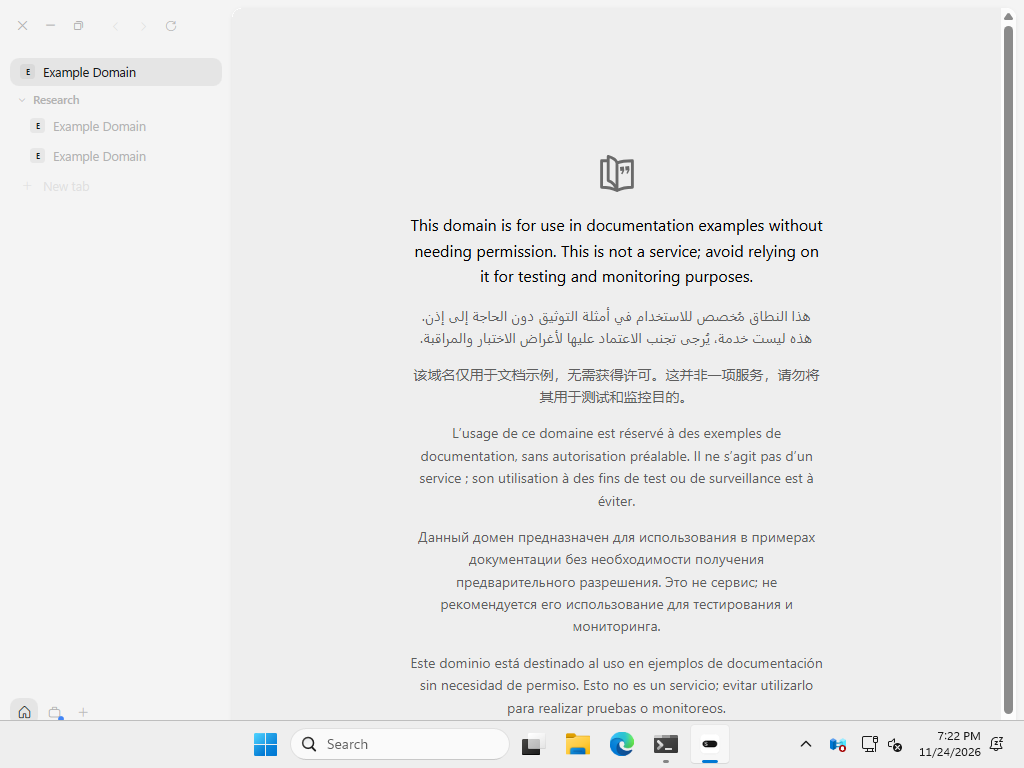 E Example Domain
Research
E Example Domain
E Example Domain
New tab
This domain is for use in documentation examples without
needing permission. This is not a service; avoid relying on
it for testing and monitoring purposes.
هذا النطاق مُخصص للاستخدام في أمثلة التوثيق دون الحاجة إلى إذن.
هذه ليست خدمة، يُرجى تجنب الاعتماد عليها لأغراض الاختبار والمراقبة.
该域名仅用于文档示例，无需获得许可。这并非一项服务，请勿将
其用于测试和监控目的。
L’usage de ce domaine est réservé à des exemples de
documentation, sans autorisation préalable. Il ne s’agit pas d’un
service ; son utilisation à des fins de test ou de surveillance est à
éviter.
Данный домен предназначен для использования в примерах
документации без необходимости получения
предварительного разрешения. Это не сервис; не
рекомендуется его использование для тестирования и
мониторинга.
Este dominio está destinado al uso en ejemplos de documentación
sin necesidad de permiso. Esto no es un servicio; evitar utilizarlo
para realizar pruebas o monitoreos.
Search
7:22 PM
11/24/2026